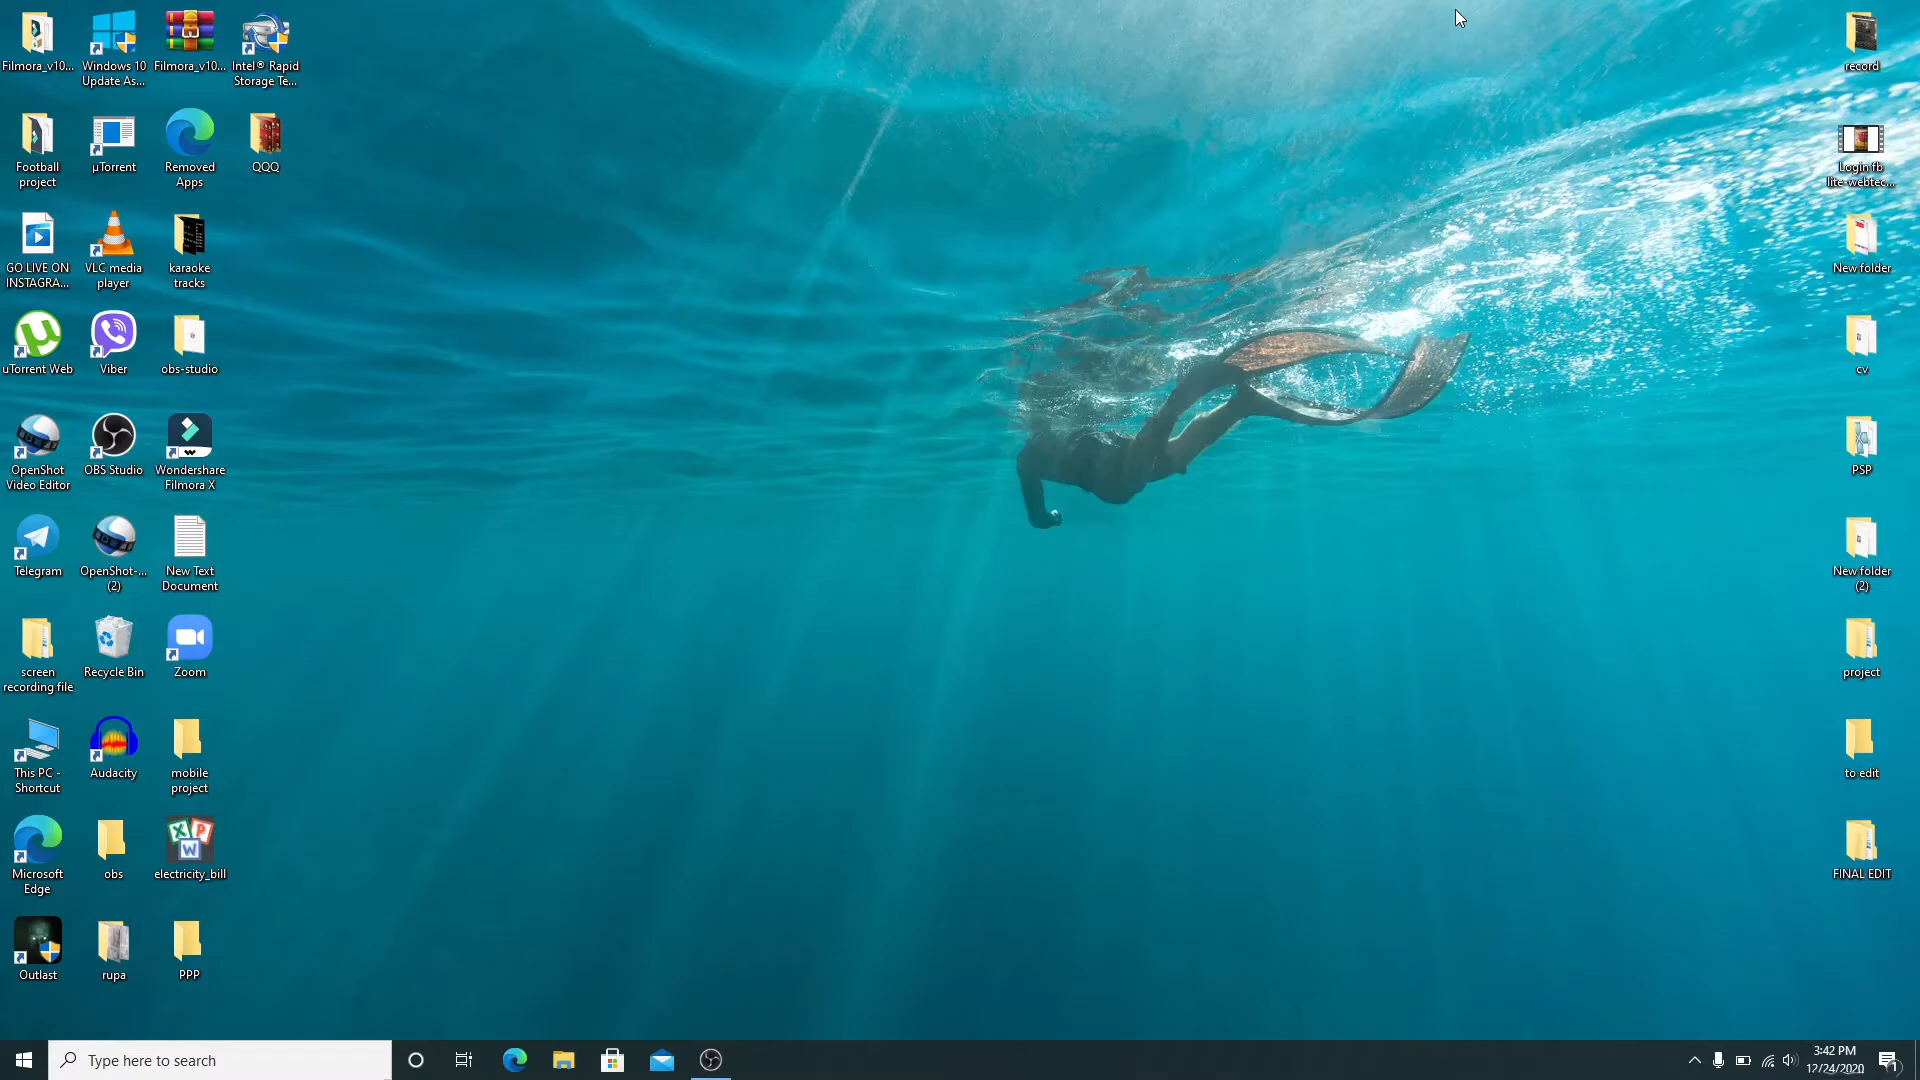 Filmora_v10...
Windows 10
Update As...
Filmora_v10...
Intel® Rapid
Storage Te...
Football
project
µTorrent
Removed
Apps
QQQ
GO LIVE ON
INSTAGRA...
VLC media
player
karaoke
tracks
uTorrent Web
Viber
obs-studio
OpenShot
Video Editor
OBS Studio
Wondershare
Filmora X
Telegram
OpenShot-...
(2)
New Text
Document
screen
recording file
Recycle Bin
Zoom
This PC -
Shortcut
Audacity
mobile
project
Microsoft
Edge
obs
electricity_bill
Outlast
rupa
PPP
record
Login fb
lite-webtec...
New folder
cv
PSP
New folder
(2)
project
to edit
FINAL EDIT
Type here to search
3:42 PM
12/24/2020
1